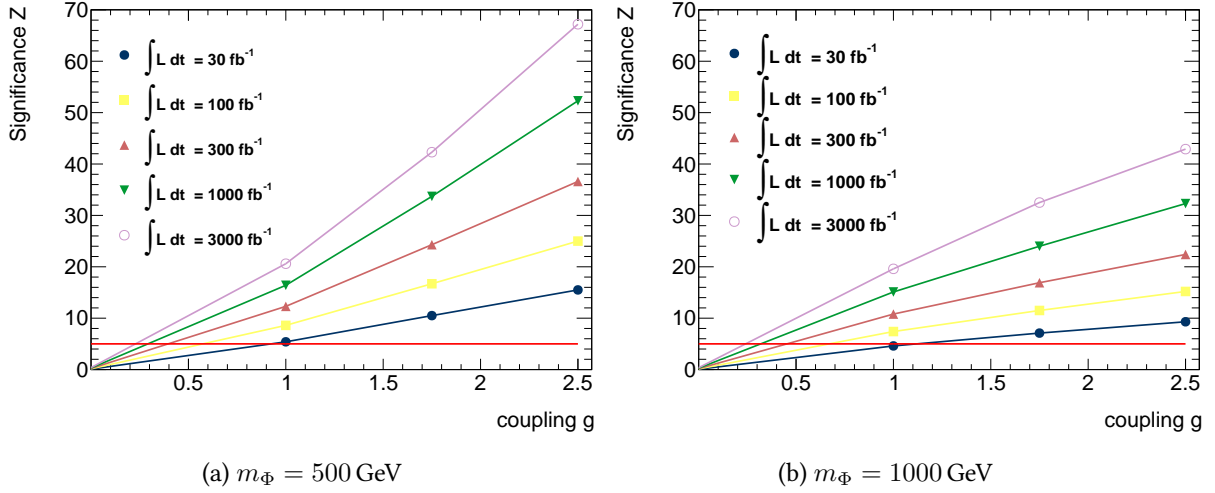 Significance Z
70
60
50
40
30
20
10
0
∫ L dt = 30 fb⁻¹
∫ L dt = 100 fb⁻¹
∫ L dt = 300 fb⁻¹
∫ L dt = 1000 fb⁻¹
∫ L dt = 3000 fb⁻¹
0.5 1 1.5 2 2.5
coupling g
(a) m_Φ = 500 GeV
Significance Z
70
60
50
40
30
20
10
0
∫ L dt = 30 fb⁻¹
∫ L dt = 100 fb⁻¹
∫ L dt = 300 fb⁻¹
∫ L dt = 1000 fb⁻¹
∫ L dt = 3000 fb⁻¹
0.5 1 1.5 2 2.5
coupling g
(b) m_Φ = 1000 GeV